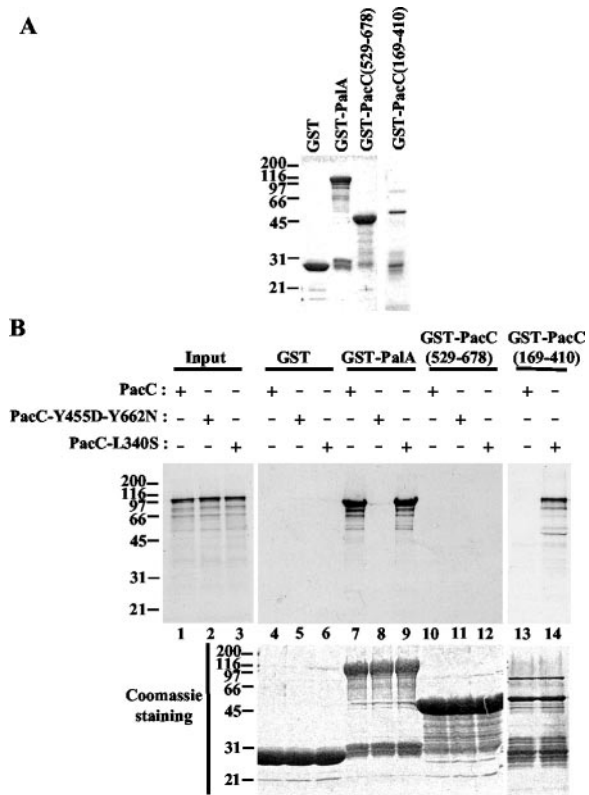 A
GST
GST-PalA
GST-PacC(529-678)
GST-PacC(169-410)
200
116
97
66
45
31
21
B
Input
GST
GST-PalA
GST-PacC
(529-678)
GST-PacC
(169-410)
PacC : + - - + - - + - - + - - + -
PacC-Y455D-Y662N : - + - - + - - + - - + - - -
PacC-L340S : - - + - - + - - + - - + - +
200
116
97
66
45
31
21
1 2 3 4 5 6 7 8 9 10 11 12 13 14
Coomassie
staining
200
116
97
66
45
31
21